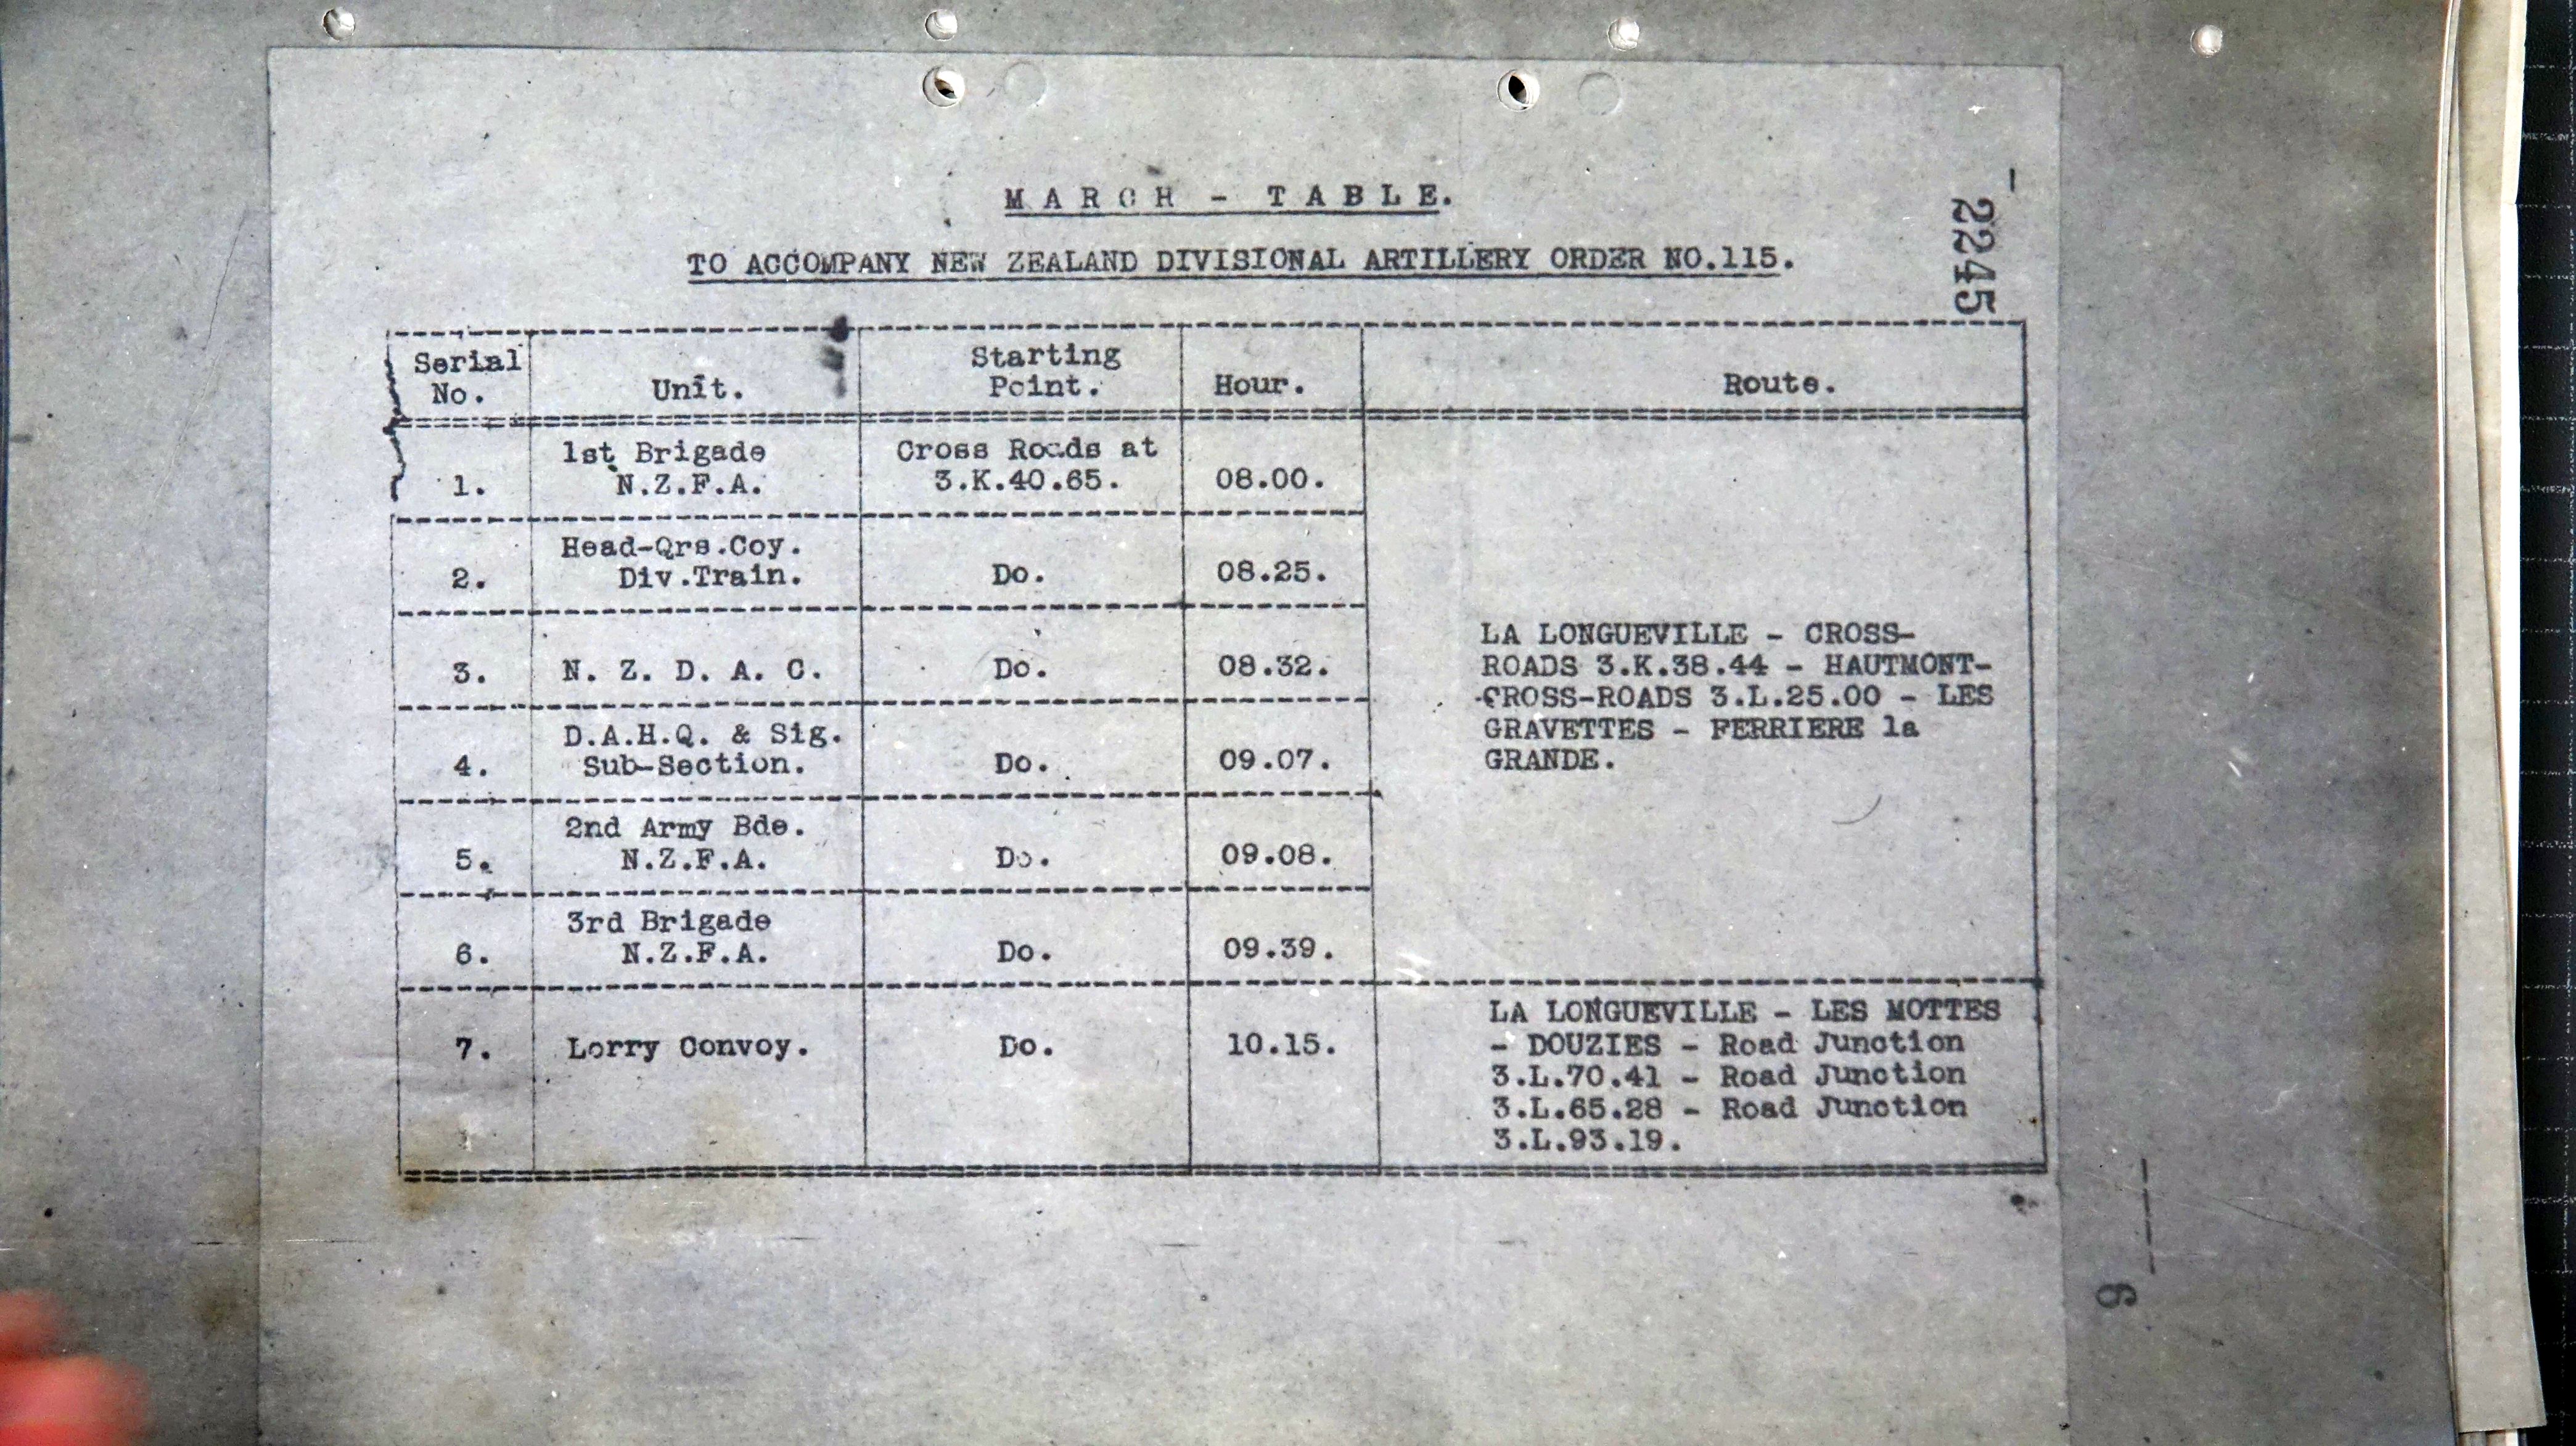 MARCH - TABLE.
TO ACCOMPANY NEW ZEALAND DIVISIONAL ARTILLERY ORDER NO.115.
2245
Serial No. Unit. Starting Point. Hour. Route.
1st Brigade Cross Roads at
1. N.Z.F.A. 3.K.40.65. 08.00.
Head-Qrs.Coy.
2. Div.Train. Do. 08.25.
3. N. Z. D. A. C. Do. 08.32.
D.A.H.Q. & Sig.
4. Sub-Section. Do. 09.07.
2nd Army Bde.
5. N.Z.F.A. Do. 09.08.
3rd Brigade
6. N.Z.F.A. Do. 09.39.
LA LONGUEVILLE - CROSS-
ROADS 3.K.38.44 - HAUTMONT-
CROSS-ROADS 3.L.25.00 - LES
GRAVETTES - FERRIERE la
GRANDE.
7. Lorry Convoy. Do. 10.15.
LA LONGUEVILLE - LES MOTTES
- DOUZIES - Road Junction
3.L.70.41 - Road Junction
3.L.65.28 - Road Junction
3.L.93.19.